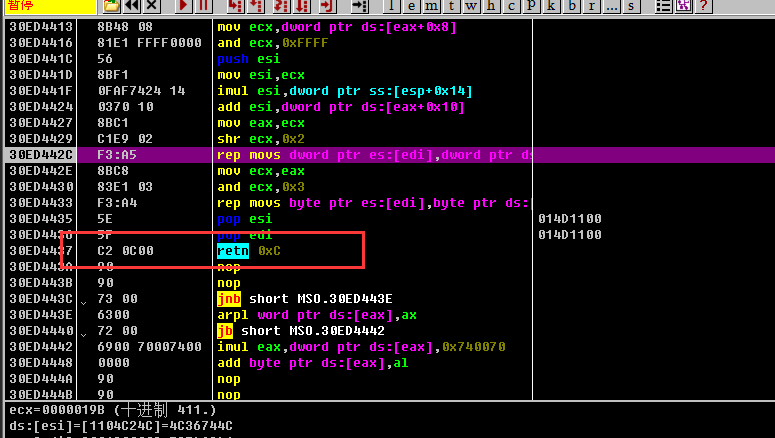 暂停 l e m t w h c p k b r ... s ?
30ED4413 8B48 08 mov ecx,dword ptr ds:[eax+0x8]
30ED4416 81E1 FFFF0000 and ecx,0xFFFF
30ED441C 56 push esi
30ED441D 8BF1 mov esi,ecx
30ED441F 0FAF7424 14 imul esi,dword ptr ss:[esp+0x14]
30ED4424 0370 10 add esi,dword ptr ds:[eax+0x10]
30ED4427 8BC1 mov eax,ecx
30ED4429 C1E9 02 shr ecx,0x2
30ED442C F3:A5 rep movs dword ptr es:[edi],dword ptr ds
30ED442E 8BC8 mov ecx,eax
30ED4430 83E1 03 and ecx,0x3
30ED4433 F3:A4 rep movs byte ptr es:[edi],byte ptr ds:
30ED4435 5E pop esi 014D1100
30ED4436 5F pop edi 014D1100
30ED4437 C2 0C00 retn 0xC
30ED443A 90 nop
30ED443B 90 nop
30ED443C 73 00 jnb short MSO.30ED443E
30ED443E 6300 arpl word ptr ds:[eax],ax
30ED4440 72 00 jb short MSO.30ED4442
30ED4442 6900 70007400 imul eax,dword ptr ds:[eax],0x740070
30ED4448 0000 add byte ptr ds:[eax],al
30ED444A 90 nop
30ED444B 90 nop
ecx=0000019B (十进制 411.)
ds:[esi]=[1104C24C]=4C36744C